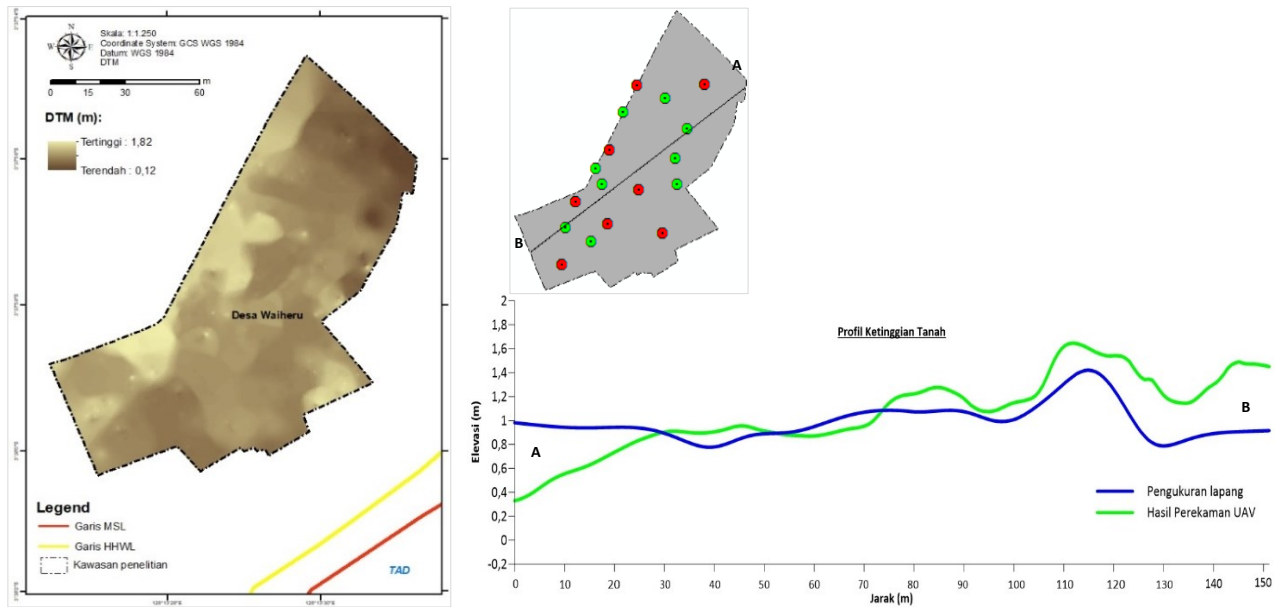 N
W E
S
Skala: 1:1.250
Coordinate System: GCS WGS 1984
Datum: WGS 1984
DTM
0 15 30 60 m
DTM (m):
Tertinggi : 1,82
Terendah : 0,12
Desa Waiheru
Legend
Garis MSL
Garis HHWL
Kawasan penelitian
TAD
A
B
Profil Ketinggian Tanah
Elevasi (m)
2
1,8
1,6
1,4
1,2
1
0,8
0,6
0,4
0,2
0
-0,2
A
B
Pengukuran lapang
Hasil Perekaman UAV
0 10 20 30 40 50 60 70 80 90 100 110 120 130 140 150
Jarak (m)